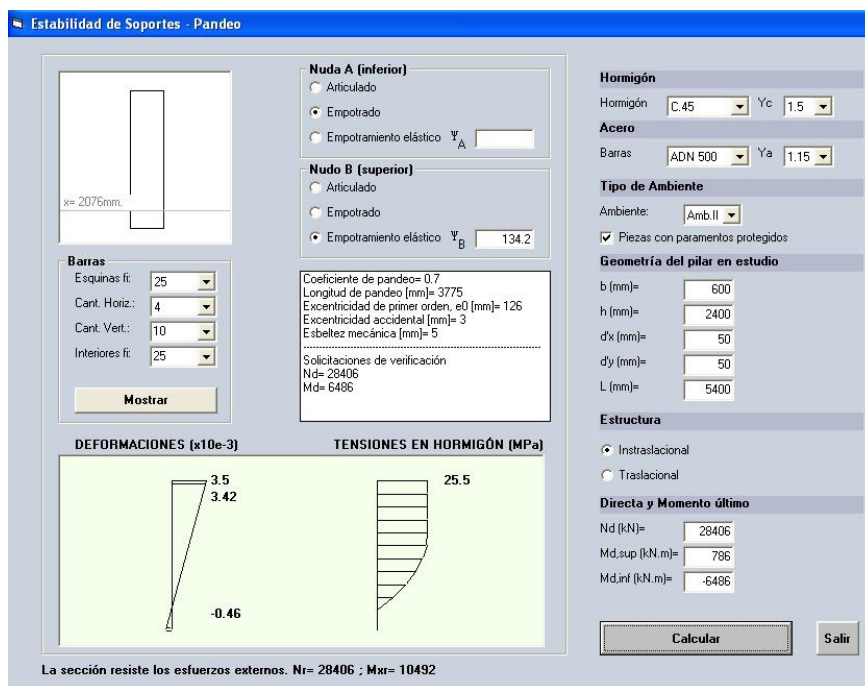 Estabilidad de Soportes - Pandeo
x= 2076mm.
Barras
Esquinas fi: 25
Cant. Horiz.: 4
Cant. Vert.: 10
Interiores fi: 25
Mostrar
Nuda A (inferior)
Articulado
Empotrado
Empotramiento elástico Ψ A
Nudo B (superior)
Articulado
Empotrado
Empotramiento elástico Ψ B 134.2
Coeficiente de pandeo= 0.7
Longitud de pandeo [mm]= 3775
Excentricidad de primer orden, e0 [mm]= 126
Excentricidad accidental [mm]= 3
Esbeltez mecánica [mm]= 5
Solicitaciones de verificación
Nd= 28406
Md= 6486
DEFORMACIONES (x10e-3)
3.5
3.42
-0.46
TENSIONES EN HORMIGÓN (MPa)
25.5
Hormigón
Hormigón C.45 Yc 1.5
Acero
Barras ADN 500 Ya 1.15
Tipo de Ambiente
Ambiente: Amb.II
Piezas con paramentos protegidos
Geometría del pilar en estudio
b (mm)= 600
h (mm)= 2400
d'x (mm)= 50
d'y (mm)= 50
L (mm)= 5400
Estructura
Instraslacional
Traslacional
Directa y Momento último
Nd (kN)= 28406
Md,sup (kN.m)= 786
Md,inf (kN.m)= -6486
Calcular
Salir
La sección resiste los esfuerzos externos. Nr= 28406 ; Mxr= 10492